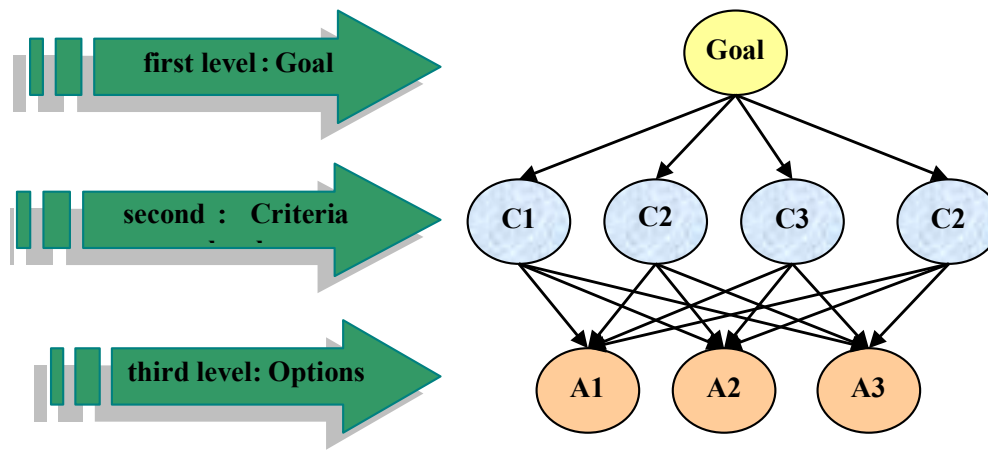 first level : Goal
Goal
second : Criteria
C1
C2
C3
C2
third level: Options
A1
A2
A3